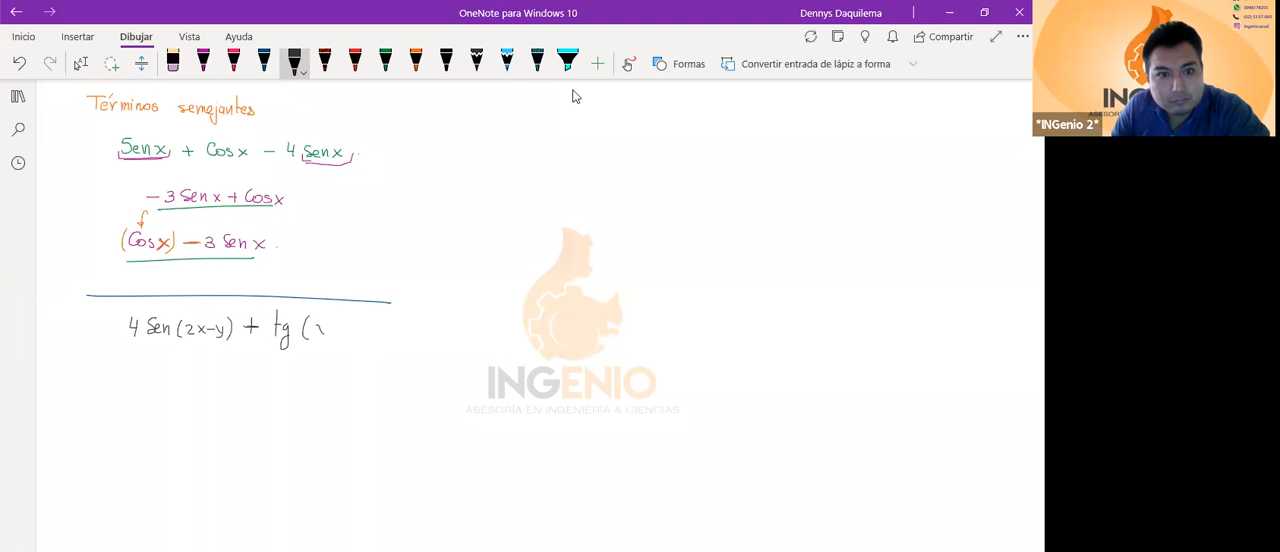 OneNote para Windows 10
Dennys Daquilema
Inicio
Insertar
Dibujar
Vista
Ayuda
Compartir
Formas
Convertir entrada de lápiz a forma
Términos semejantes
Sen x + Cos x - 4 Sen x
- 3 Sen x + Cos x
(Cos x) - 3 Sen x
4 Sen (2x-y) + tg (
INGENIO
ASESORÍA EN INGENIERÍA & CIENCIAS
*INGenio 2*